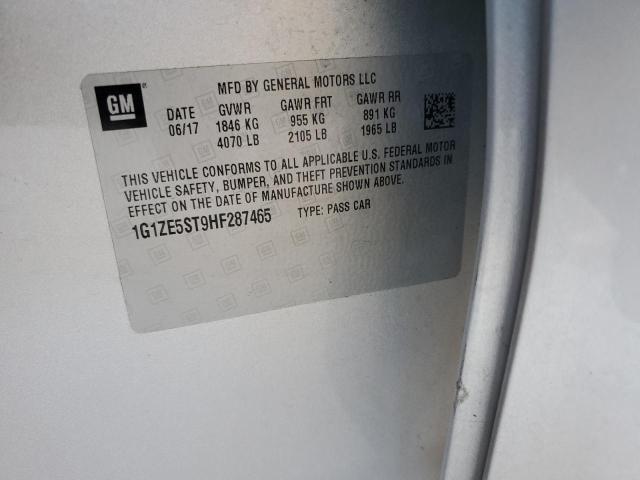 GM
MFD BY GENERAL MOTORS LLC
DATE GVWR GAWR FRT GAWR RR
06/17 1846 KG 955 KG 891 KG
4070 LB 2105 LB 1965 LB
THIS VEHICLE CONFORMS TO ALL APPLICABLE U.S. FEDERAL MOTOR
VEHICLE SAFETY, BUMPER, AND THEFT PREVENTION STANDARDS IN
EFFECT ON THE DATE OF MANUFACTURE SHOWN ABOVE.
1G1ZE5ST9HF287465 TYPE: PASS CAR